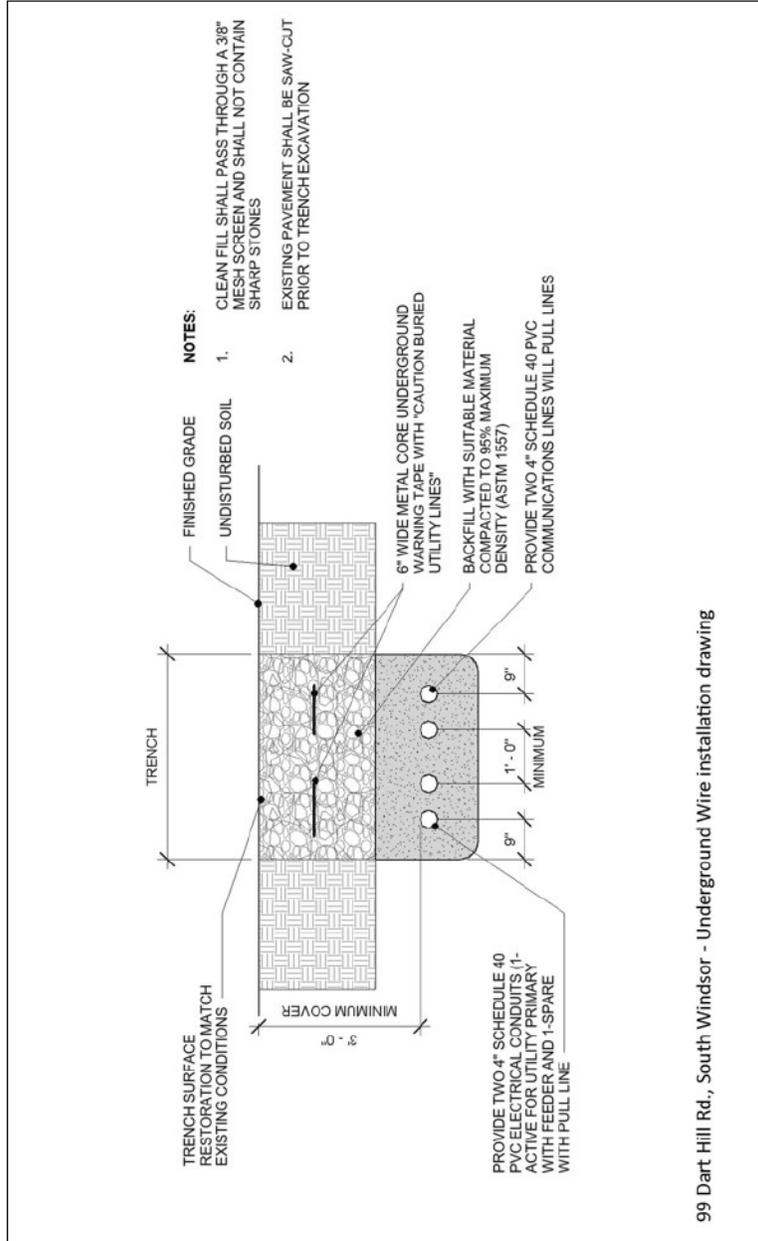 TRENCH SURFACE
RESTORATION TO MATCH
EXISTING CONDITIONS
TRENCH
FINISHED GRADE
UNDISTURBED SOIL
NOTES:
1. CLEAN FILL SHALL PASS THROUGH A 3/8"
MESH SCREEN AND SHALL NOT CONTAIN
SHARP STONES
2. EXISTING PAVEMENT SHALL BE SAW-CUT
PRIOR TO TRENCH EXCAVATION
3' - 0"
MINIMUM COVER
6" WIDE METAL CORE UNDERGROUND
WARNING TAPE WITH "CAUTION BURIED
UTILITY LINES"
BACKFILL WITH SUITABLE MATERIAL
COMPACTED TO 95% MAXIMUM
DENSITY (ASTM 1557)
PROVIDE TWO 4" SCHEDULE 40 PVC
COMMUNICATIONS LINES WILL PULL LINES
PROVIDE TWO 4" SCHEDULE 40
PVC ELECTRICAL CONDUITS (1-
ACTIVE FOR UTILITY PRIMARY
WITH FEEDER AND 1-SPARE
WITH PULL LINE
9"
1' - 0"
MINIMUM
9"
99 Dart Hill Rd., South Windsor - Underground Wire installation drawing